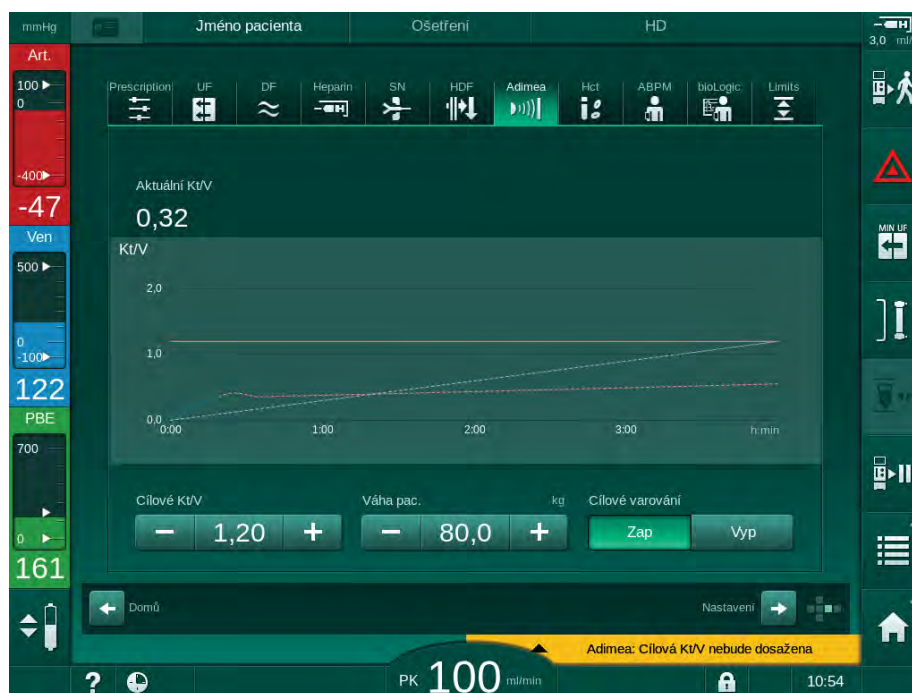 mmHg
Jméno pacienta
Ošetření
HD
3,0 ml/
Art.
100
0
-400
-47
Ven
500
0
-100
122
PBE
700
0
161
Prescription
UF
DF
Heparin
SN
HDF
Adimea
Hct
ABPM
bioLogic
Limits
H
Aktuální Kt/V
0,32
Kt/V
2,0
1,0
0,0
0:00
1:00
2:00
3:00
h:min
Cílové Kt/V
Váha pac.
kg
Cílové varování
− 1,20 +
− 80,0 +
Zap
Vyp
Domů
Nastavení
Adimea: Cílová Kt/V nebude dosažena
MIN UF
?
PK 100 ml/min
10:54